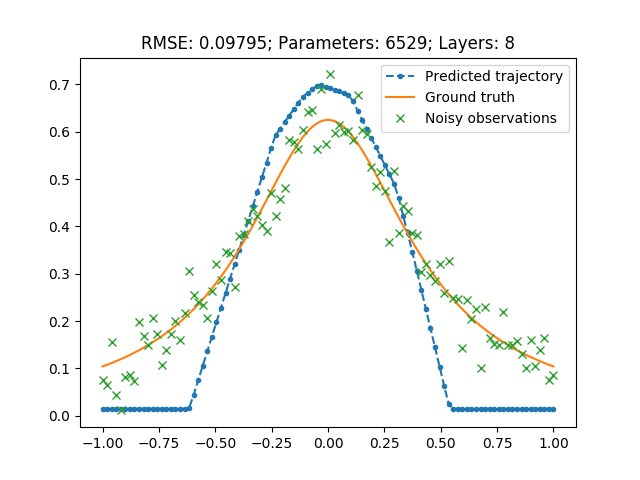 RMSE: 0.09795; Parameters: 6529; Layers: 8
Predicted trajectory
Ground truth
Noisy observations
0.7
0.6
0.5
0.4
0.3
0.2
0.1
0.0
−1.00 −0.75 −0.50 −0.25 0.00 0.25 0.50 0.75 1.00